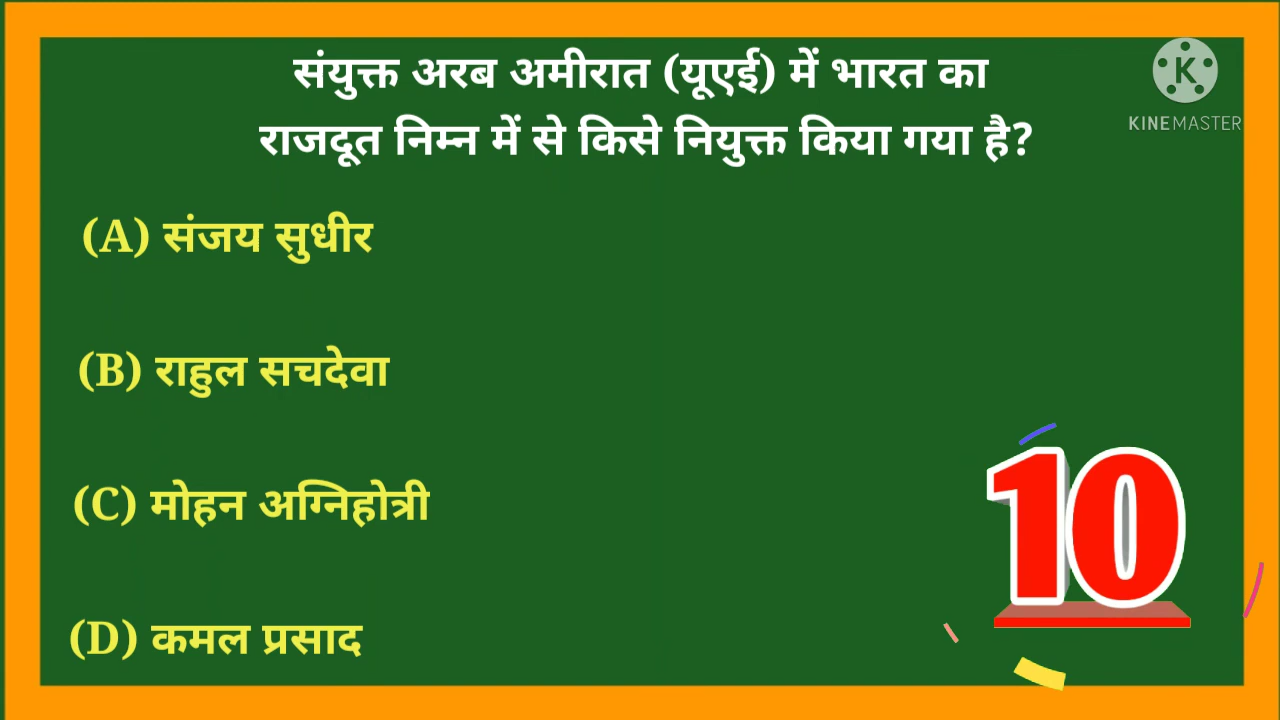 संयुक्त अरब अमीरात (यूएई) में भारत का
राजदूत निम्न में से किसे नियुक्त किया गया है?
K
KINEMASTER
(A) संजय सुधीर
(B) राहुल सचदेवा
(C) मोहन अग्निहोत्री
(D) कमल प्रसाद
10